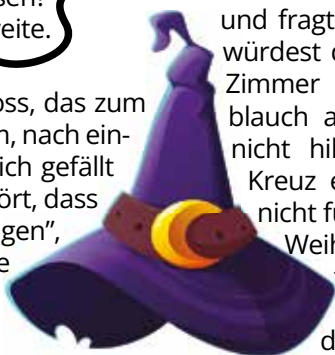 sen?
eite.
oss, das zum
n, nach ein-
ich gefällt
ört, dass
gen”,
e
und fragt
würdest d
Zimmer
blauch a
nicht hil
Kreuz e
nicht fu
Weih
d